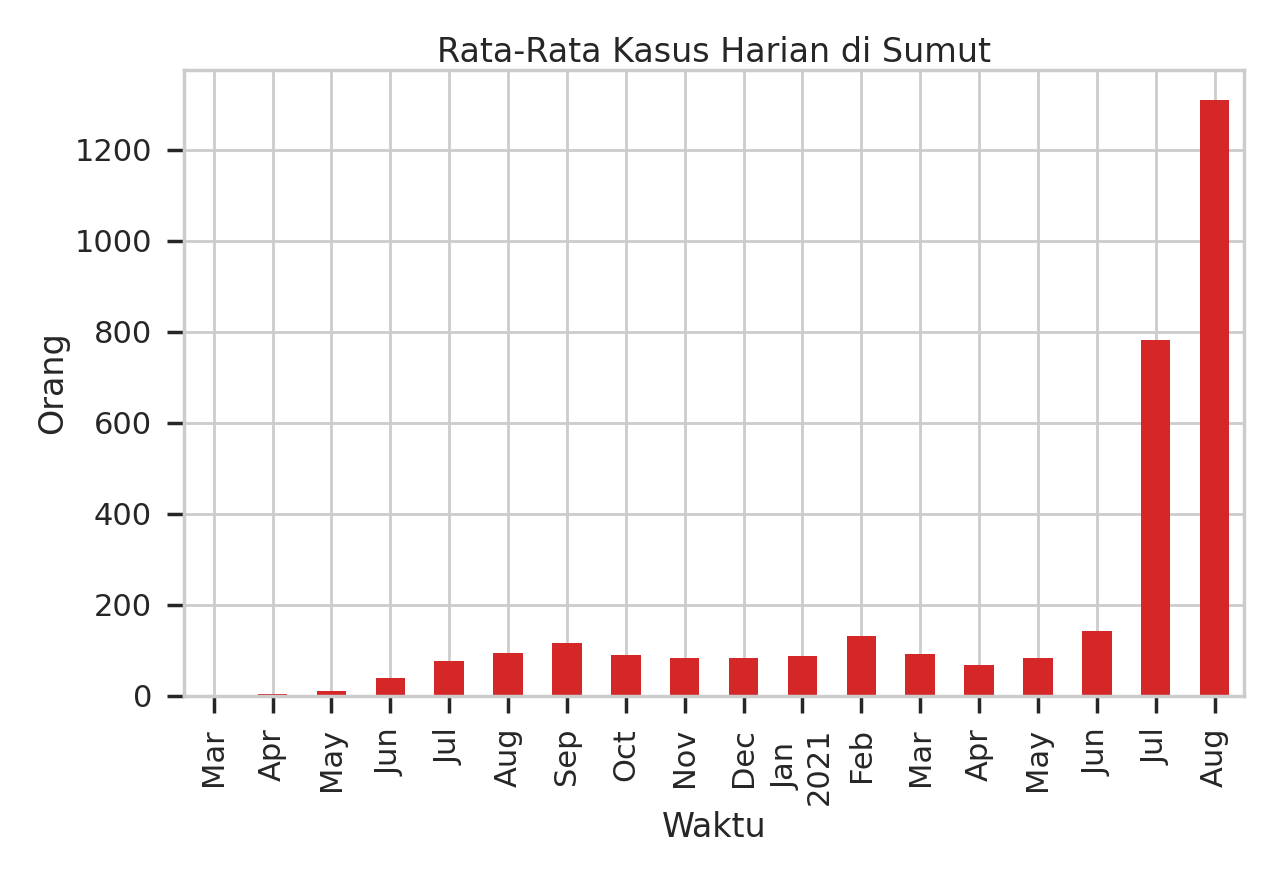 Rata-Rata Kasus Harian di Sumut
Orang
1200
1000
800
600
400
200
0
Mar
Apr
May
Jun
Jul
Aug
Sep
Oct
Nov
Dec
Jan
2021
Feb
Mar
Apr
May
Jun
Jul
Aug
Waktu